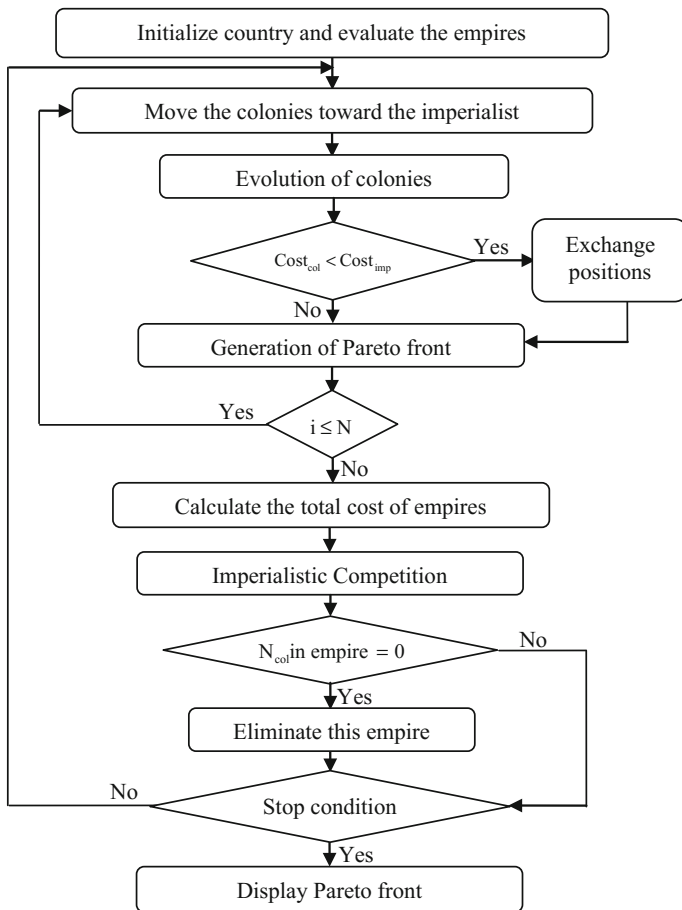 Initialize country and evaluate the empires
Move the colonies toward the imperialist
Evolution of colonies
Cost_col < Cost_imp
Yes
Exchange
positions
No
Generation of Pareto front
Yes
i ≤ N
No
Calculate the total cost of empires
Imperialistic Competition
N_col in empire = 0
No
Yes
Eliminate this empire
No
Stop condition
Yes
Display Pareto front